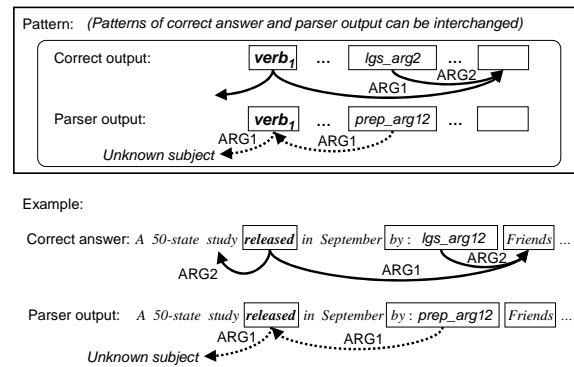 Pattern: (Patterns of correct answer and parser output can be interchanged)
Correct output: verb1 ... lgs_arg2 ...
ARG2
ARG1
Parser output: verb1 ... prep_arg12 ...
ARG1 ARG1
Unknown subject
Example:
Correct answer: A 50-state study released in September by : lgs_arg12 Friends ...
ARG2 ARG1 ARG2
Parser output: A 50-state study released in September by : prep_arg12 Friends ...
ARG1 ARG1
Unknown subject